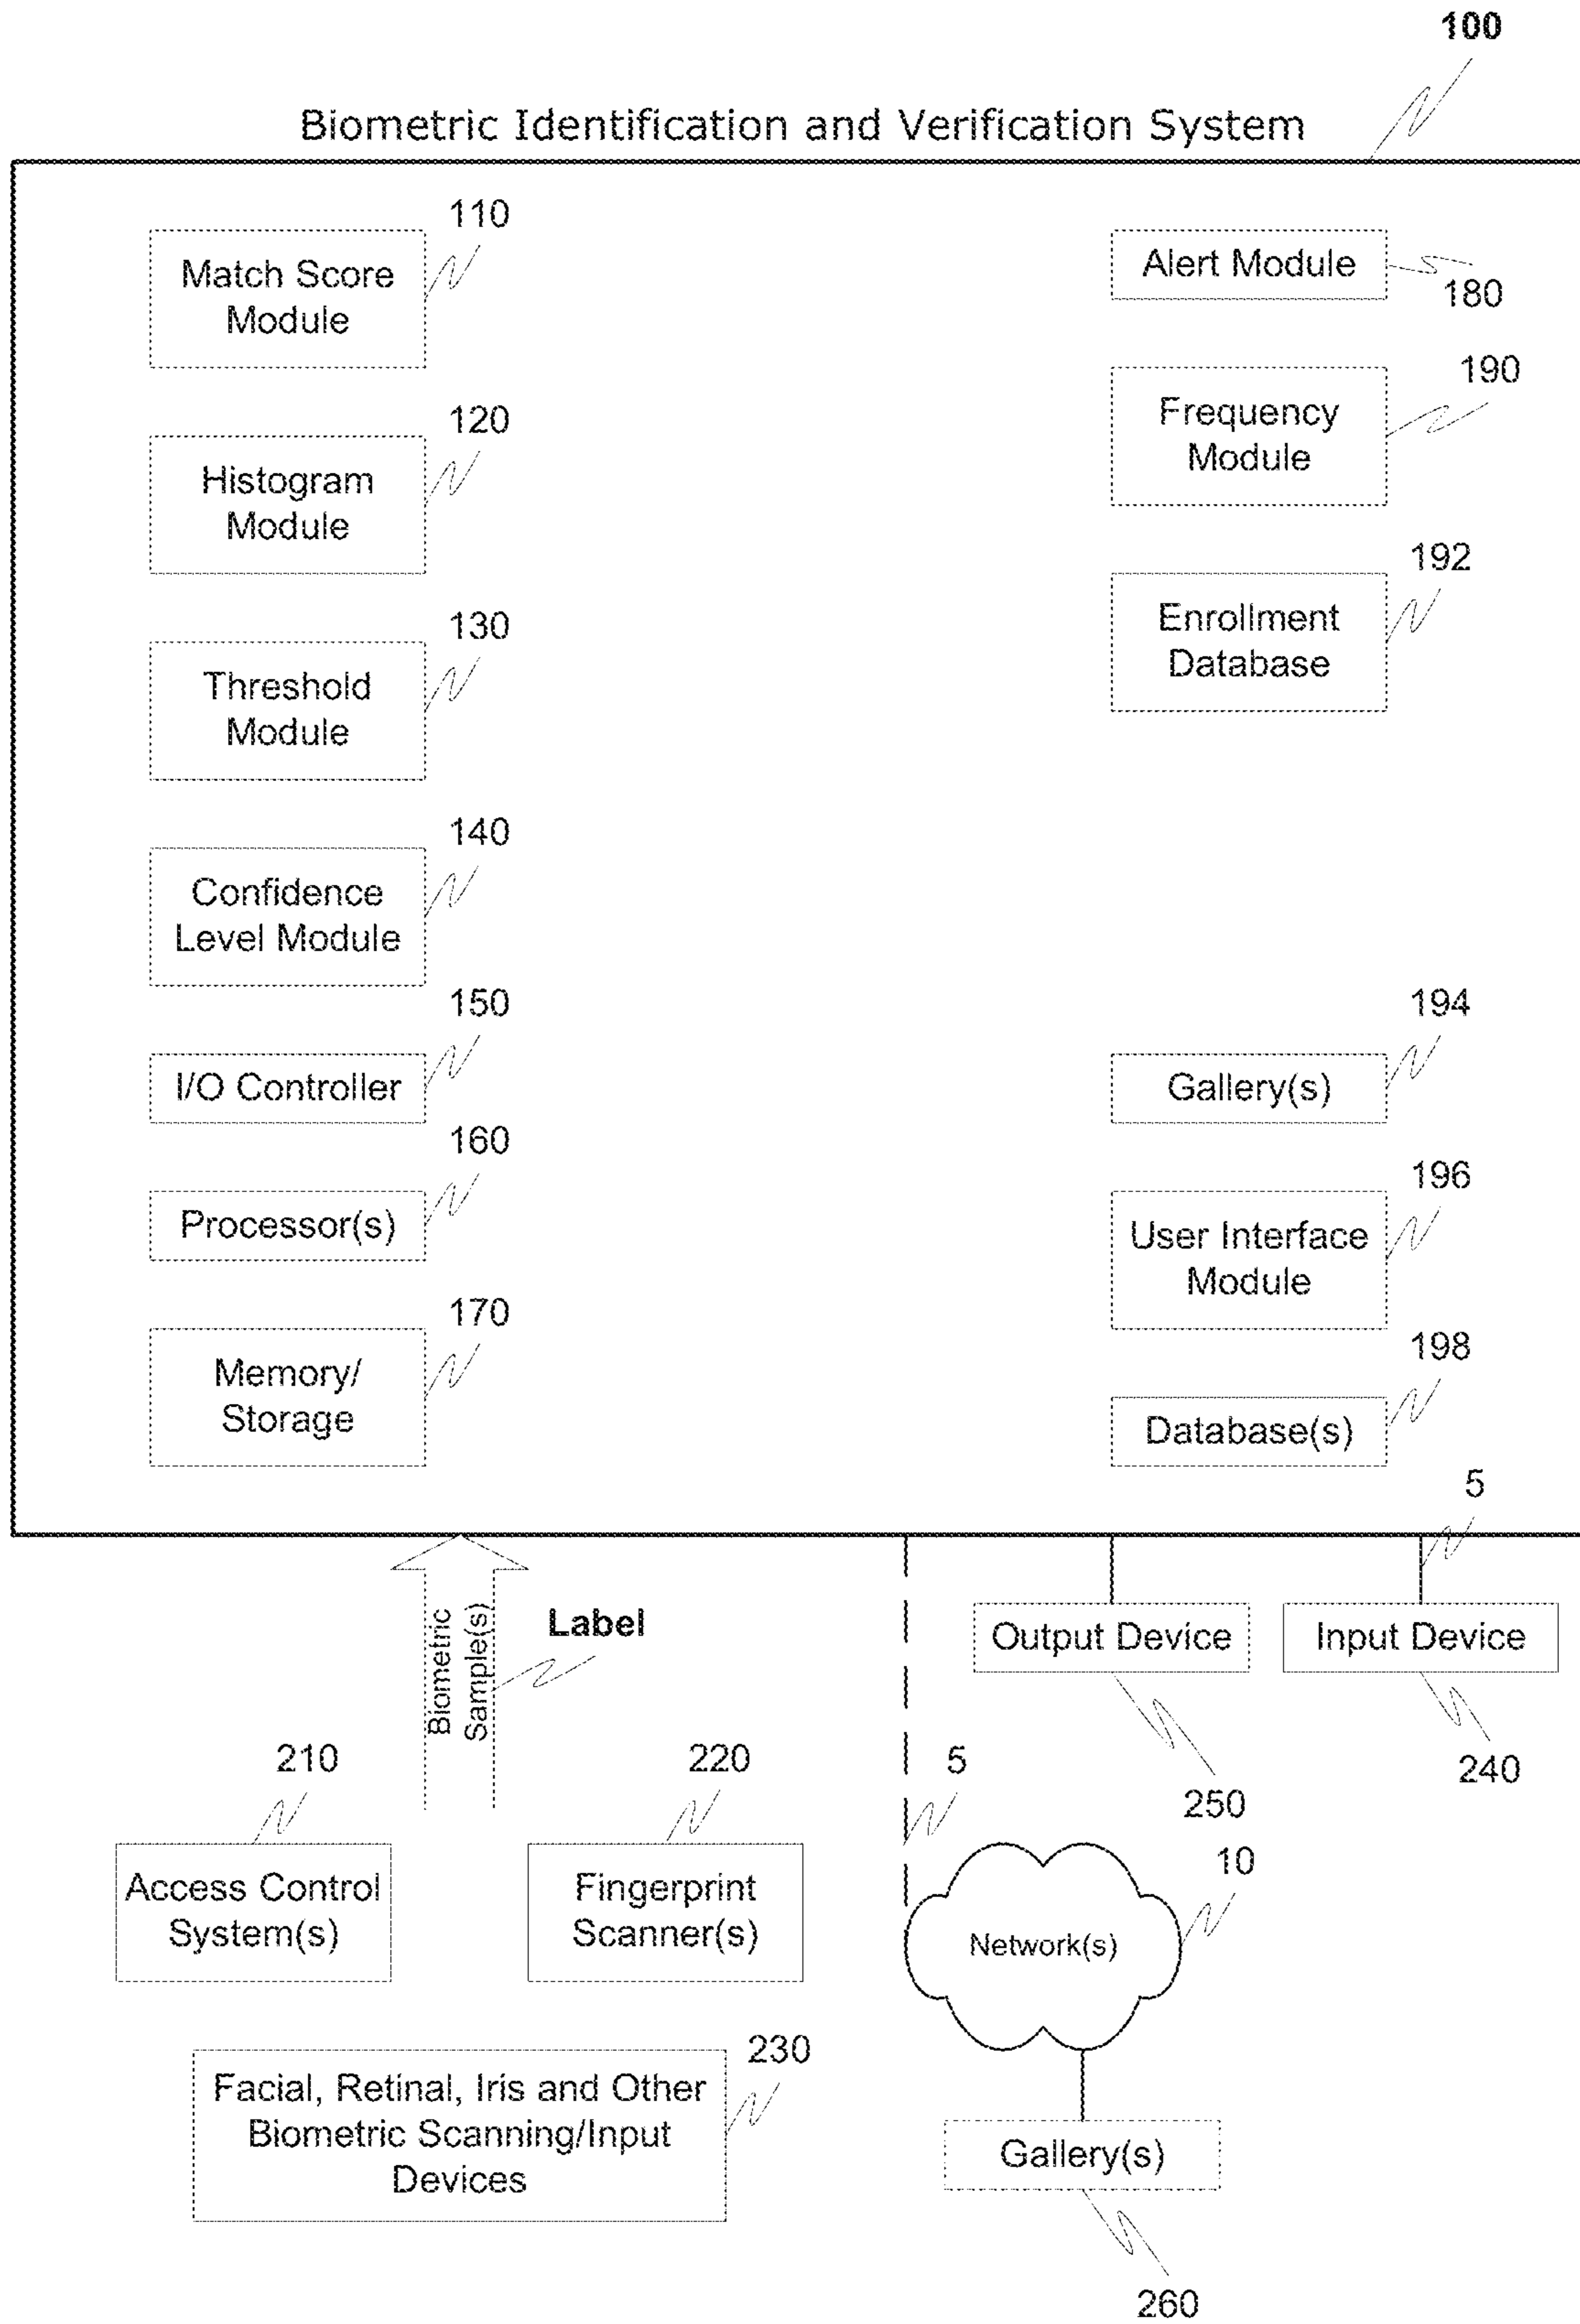 100
Biometric Identification and Verification System
110
Match Score
Module
120
Histogram
Module
130
Threshold
Module
140
Confidence
Level Module
150
I/O Controller
160
Processor(s)
170
Memory/
Storage
Alert Module
180
190
Frequency
Module
192
Enrollment
Database
194
Gallery(s)
196
User Interface
Module
198
Database(s)
5
Biometric
Sample(s)
Label
Output Device
Input Device
250
240
210
Access Control
System(s)
220
Fingerprint
Scanner(s)
5
10
Network(s)
230
Facial, Retinal, Iris and Other
Biometric Scanning/Input
Devices
Gallery(s)
260